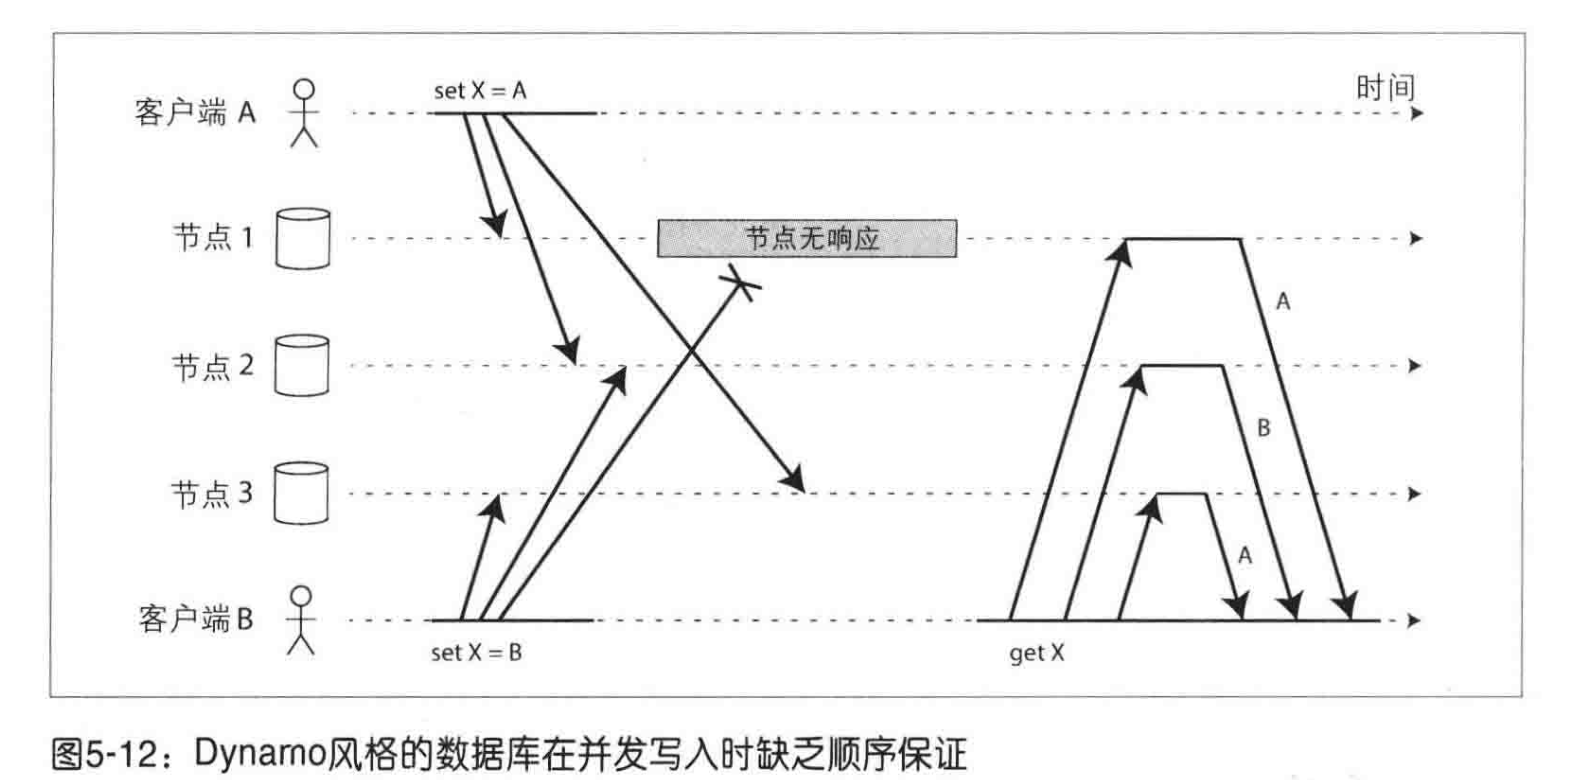 set X = A
时间
客户端 A
节点 1
节点无响应
A
节点 2
B
节点 3
A
客户端 B
set X = B
get X
图5-12：Dynamo风格的数据库在并发写入时缺乏顺序保证